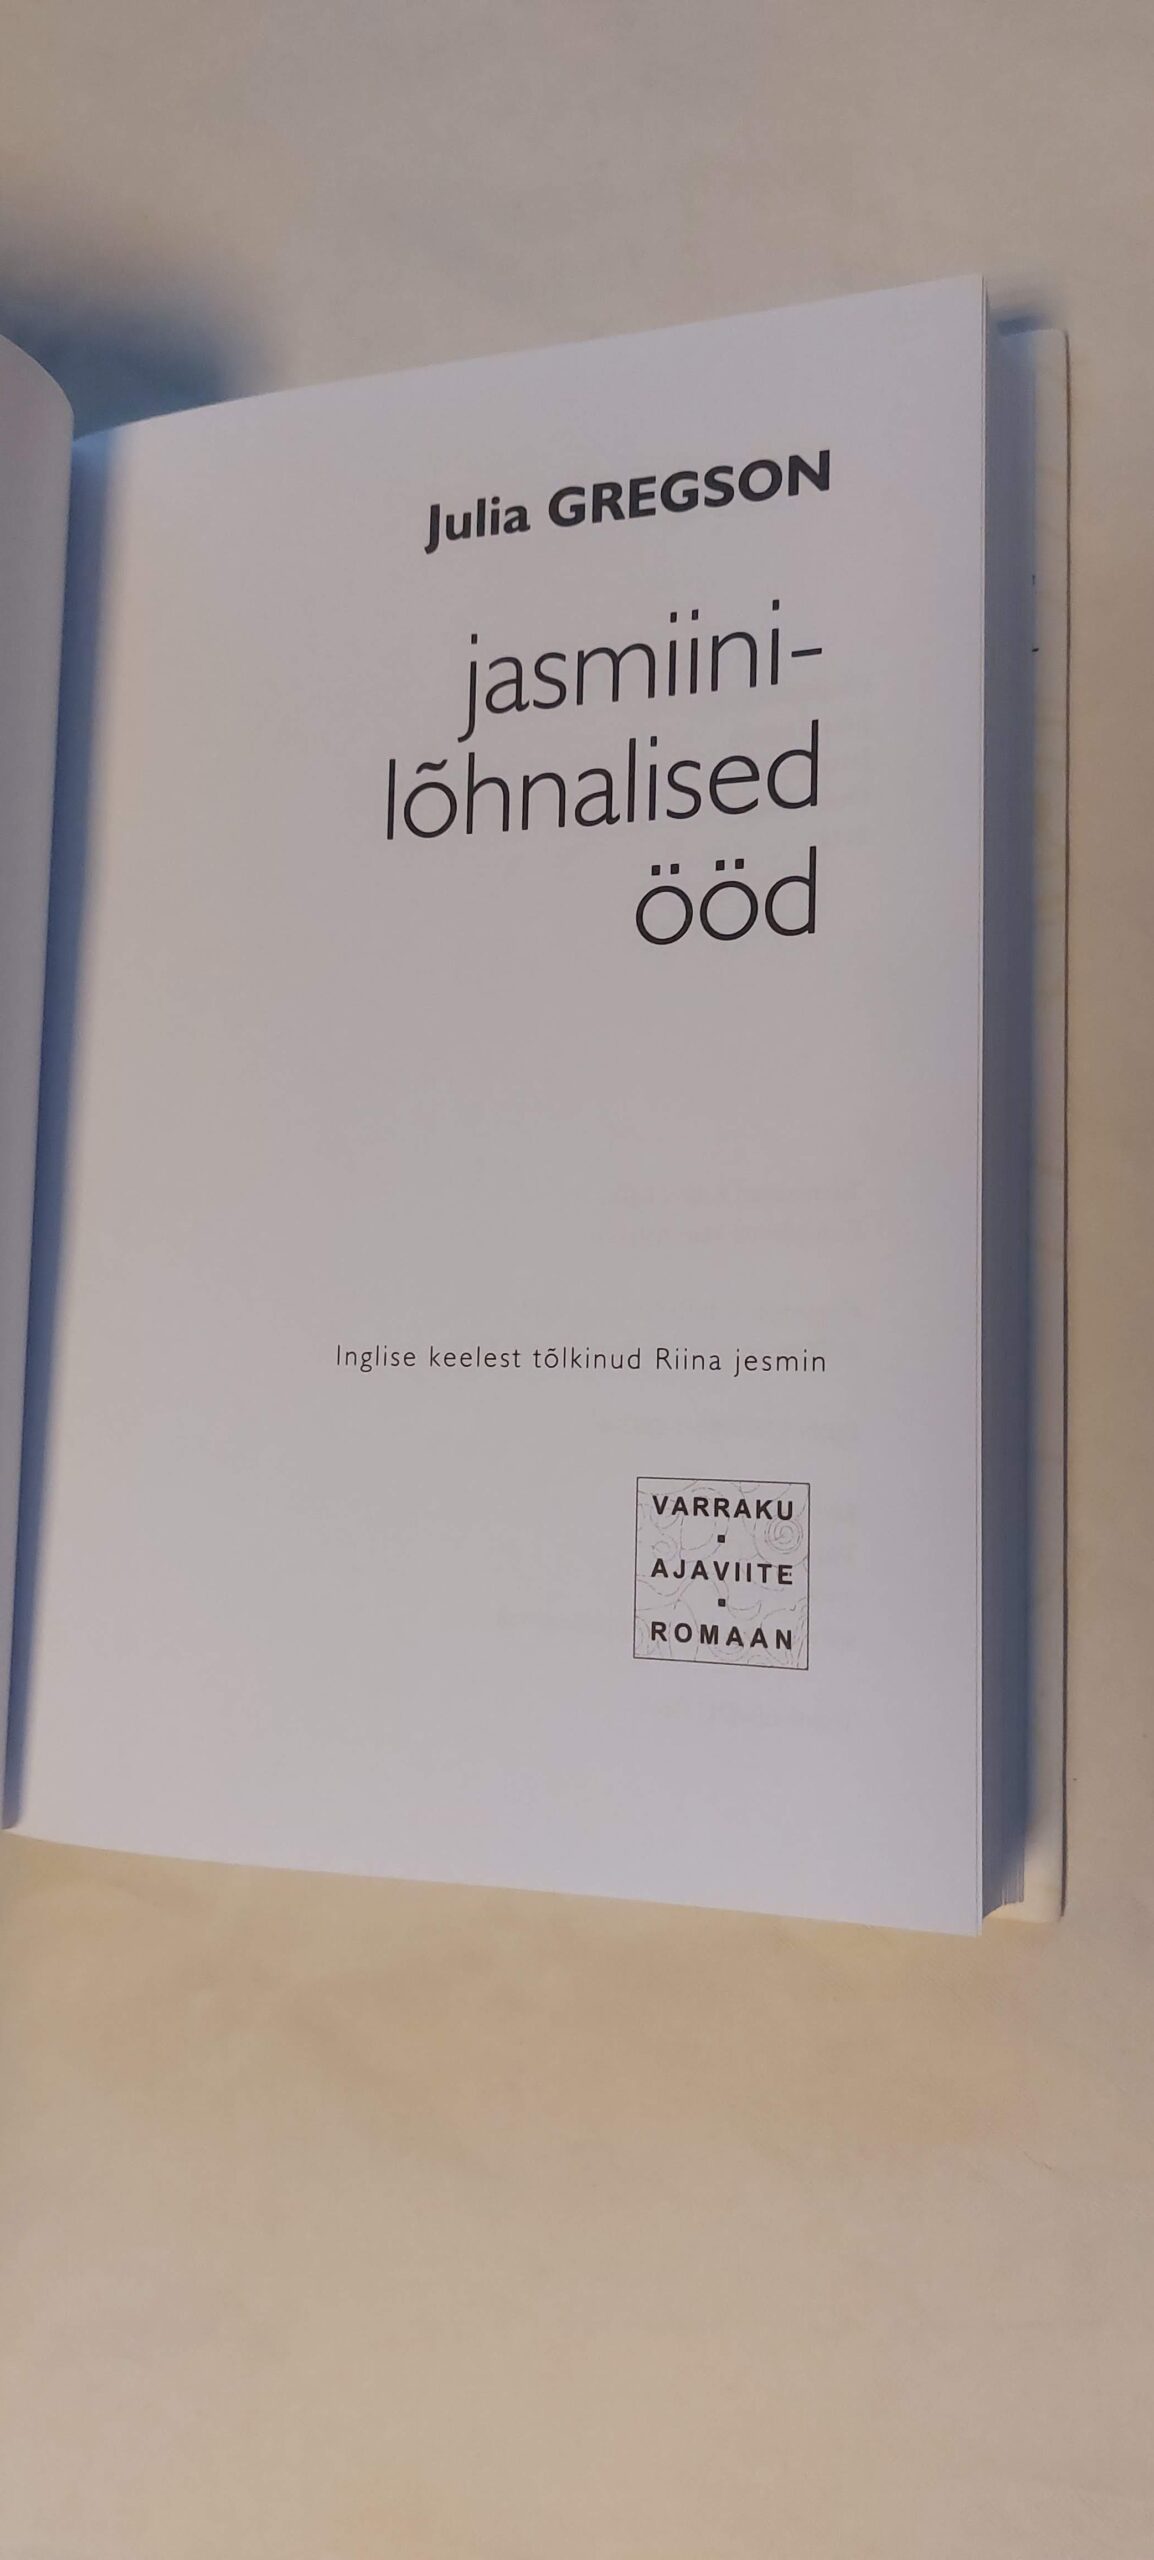 Julia GREGSON
jasmiini-
lõhnalised
ööd
Inglise keelest tõlkinud Riina jesmin
VARRAKU
AJAVIITE
ROMAAN